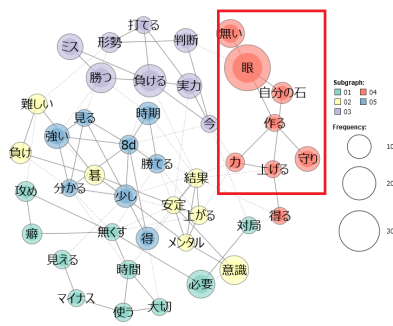 打てる
無い
ミス
形勢
判断
眼
勝つ
負ける
実力
自分の石
難しい
見る
時期
今
作る
強い
8d
負け
碁
勝てる
結果
力
上げる
守り
攻め
分かる
少し
安定
上がる
得る
癖
無くす
得
メンタル
対局
見える
時間
必要
意識
マイナス
使う
大切
Subgraph:
01
04
02
05
03
Frequency:
10
20
30